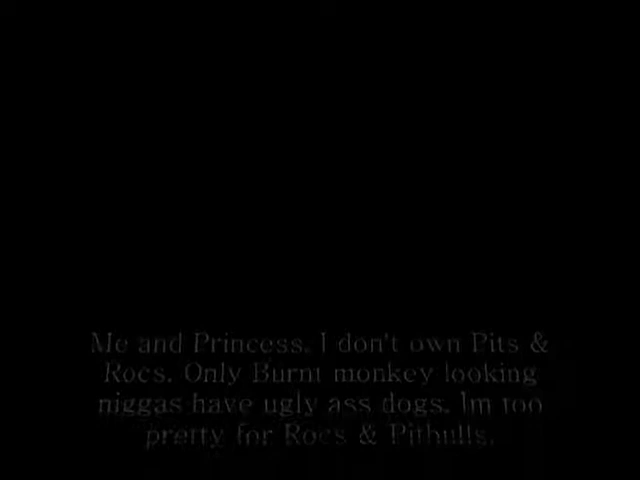 Me and Princess. I don't own Pits &
Rocs. Only Burnt monkey looking
niggas have ugly ass dogs. Im too
pretty for Rocs & Pitbulls.